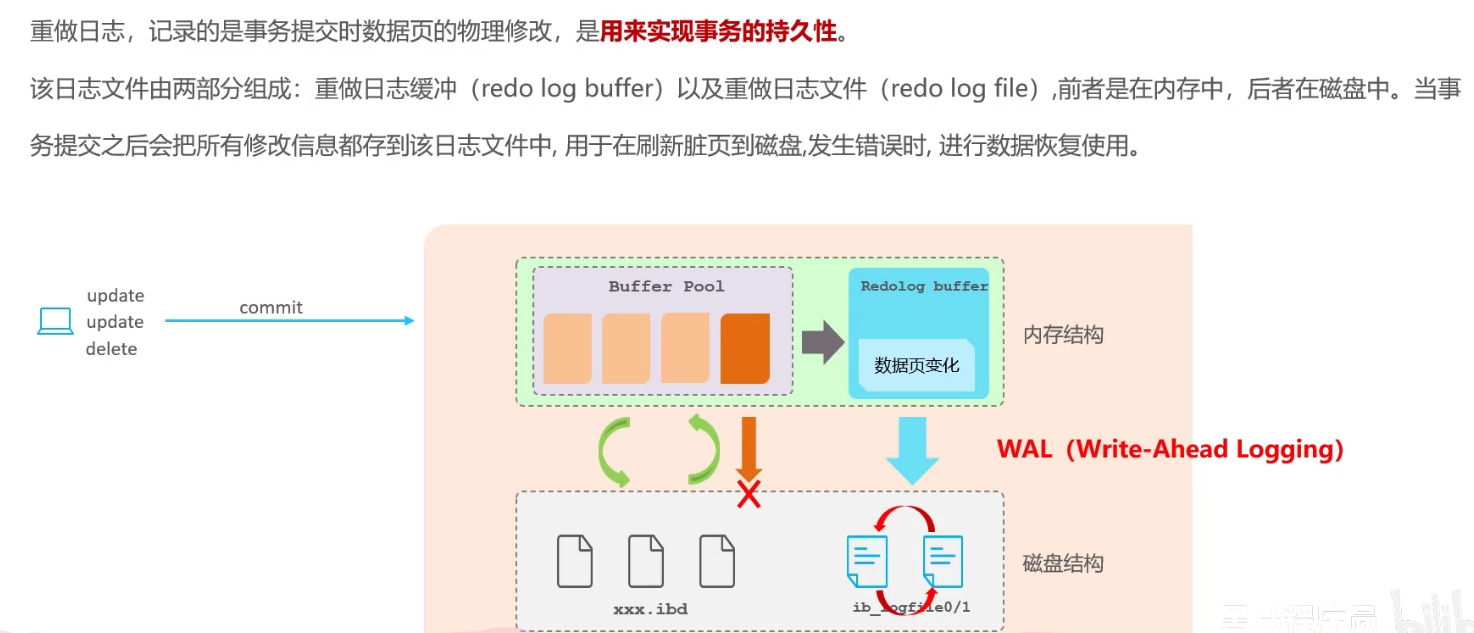 重做日志，记录的是事务提交时数据页的物理修改，是用来实现事务的持久性。
该日志文件由两部分组成：重做日志缓冲（redo log buffer）以及重做日志文件（redo log file）,前者是在内存中，后者在磁盘中。当事
务提交之后会把所有修改信息都存到该日志文件中, 用于在刷新脏页到磁盘,发生错误时, 进行数据恢复使用。
Buffer Pool
Redolog buffer
update
commit
update
delete
内存结构
数据页变化
WAL（Write-Ahead Logging）
磁盘结构
xxx.ibd
ib_logfile0/1